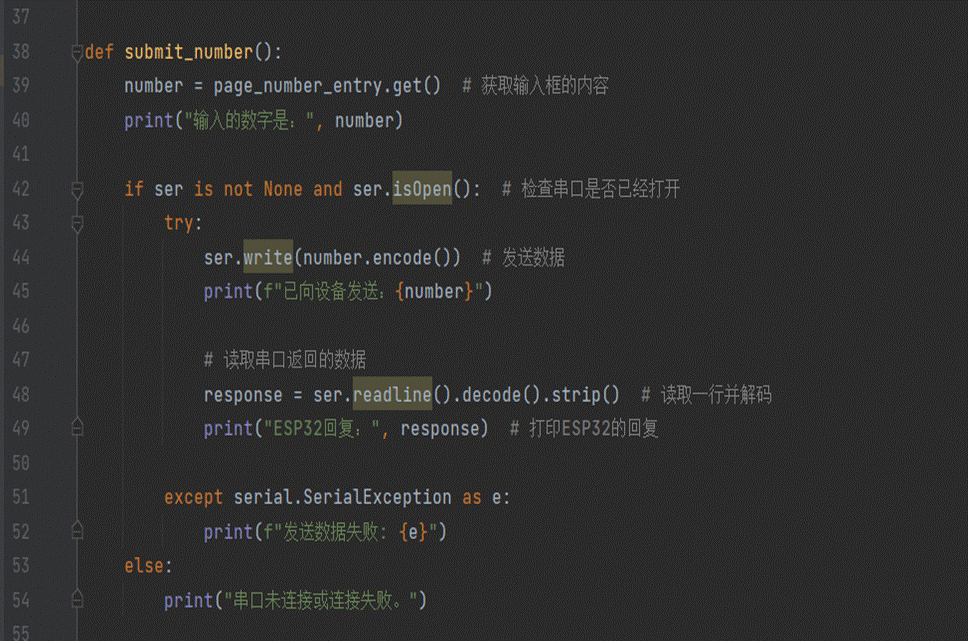 37
38 def submit_number():
39 number = page_number_entry.get() # 获取输入框的内容
40 print("输入的数字是：", number)
41
42 if ser is not None and ser.isOpen(): # 检查串口是否已经打开
43 try:
44 ser.write(number.encode()) # 发送数据
45 print(f"已向设备发送：{number}")
46
47 # 读取串口返回的数据
48 response = ser.readline().decode().strip() # 读取一行并解码
49 print("ESP32回复：", response) # 打印ESP32的回复
50
51 except serial.SerialException as e:
52 print(f"发送数据失败: {e}")
53 else:
54 print("串口未连接或连接失败。")
55